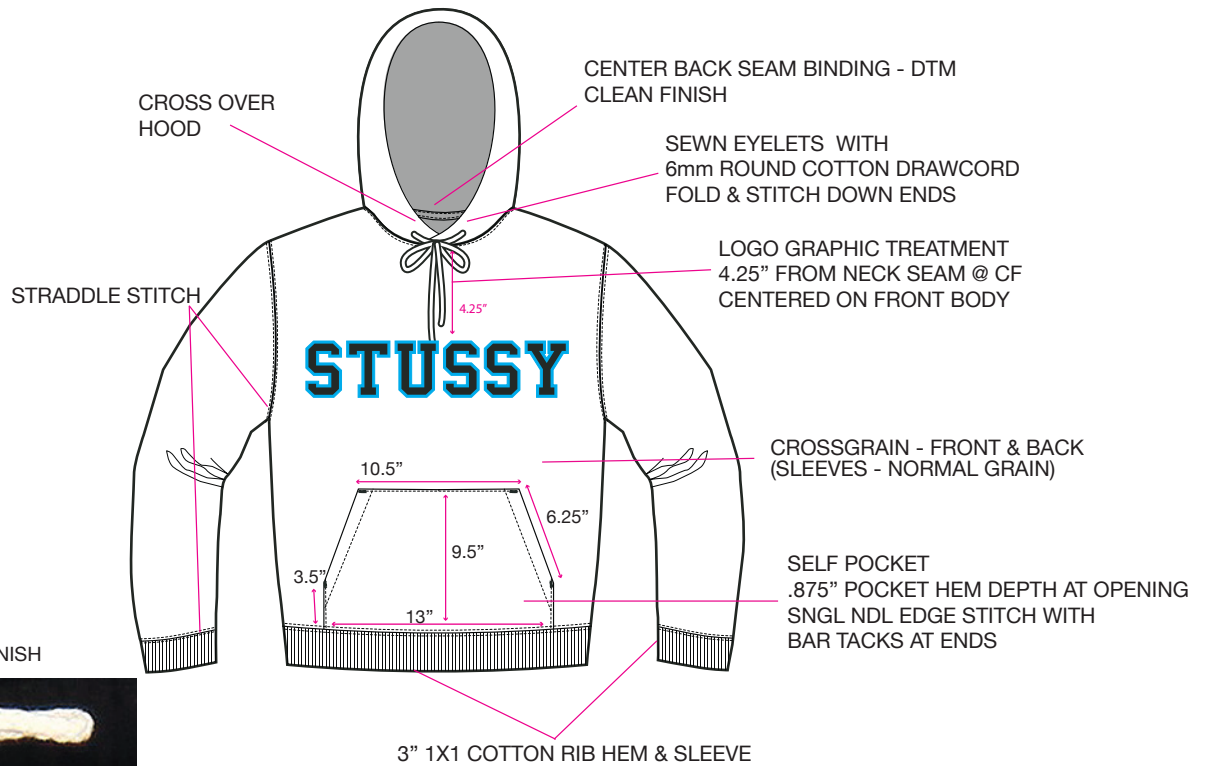 CENTER BACK SEAM BINDING - DTM
CLEAN FINISH
CROSS OVER
HOOD
SEWN EYELETS WITH
6mm ROUND COTTON DRAWCORD
FOLD & STITCH DOWN ENDS
LOGO GRAPHIC TREATMENT
4.25” FROM NECK SEAM @ CF
CENTERED ON FRONT BODY
STRADDLE STITCH
4.25”
STUSSY
CROSSGRAIN - FRONT & BACK
(SLEEVES - NORMAL GRAIN)
10.5”
6.25”
9.5”
3.5”
13”
SELF POCKET
.875” POCKET HEM DEPTH AT OPENING
SNGL NDL EDGE STITCH WITH
BAR TACKS AT ENDS
3” 1X1 COTTON RIB HEM & SLEEVE